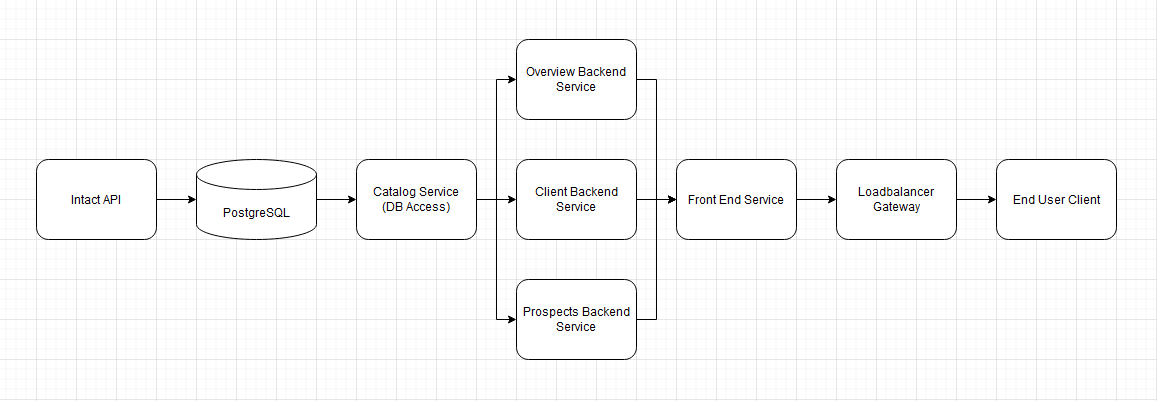 Overview Backend
Service
Intact API
PostgreSQL
Catalog Service
(DB Access)
Client Backend
Service
Front End Service
Loadbalancer
Gateway
End User Client
Prospects Backend
Service